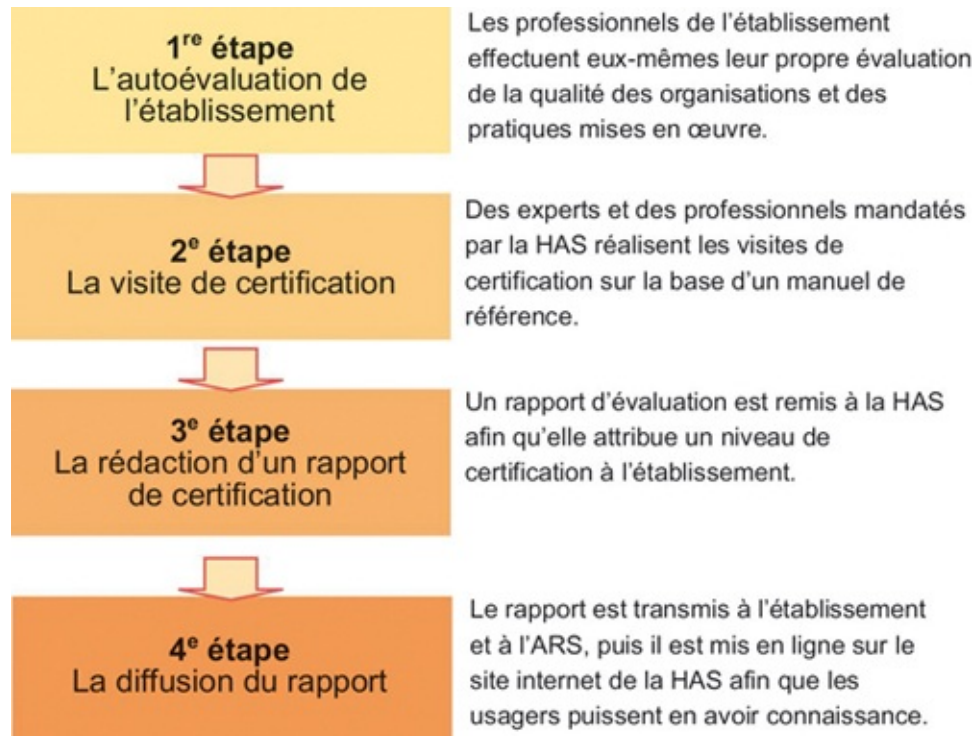 1re étape
L'autoévaluation de
l'établissement
Les professionnels de l'établissement
effectuent eux-mêmes leur propre évaluation
de la qualité des organisations et des
pratiques mises en œuvre.
2e étape
La visite de certification
Des experts et des professionnels mandatés
par la HAS réalisent les visites de
certification sur la base d'un manuel de
référence.
3e étape
La rédaction d'un rapport
de certification
Un rapport d'évaluation est remis à la HAS
afin qu'elle attribue un niveau de
certification à l'établissement.
4e étape
La diffusion du rapport
Le rapport est transmis à l'établissement
et à l'ARS, puis il est mis en ligne sur le
site internet de la HAS afin que les
usagers puissent en avoir connaissance.